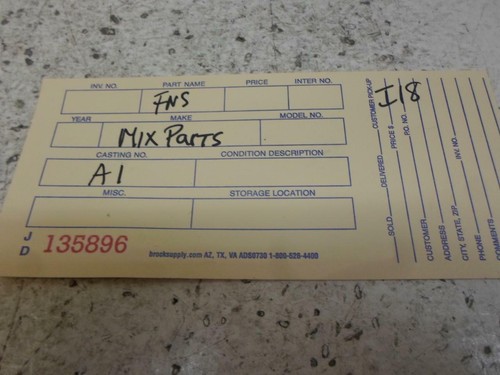 INV. NO. PART NAME PRICE INTER NO.
INS
YEAR MAKE MODEL NO.
MIX PARTS
CASTING NO. CONDITION DESCRIPTION
A1
MISC. STORAGE LOCATION
JD 135896
brocksupply.com AZ, TX, VA ADS8730 1-800-528-4400
I18
SOLD DELIVERED CUSTOMER PICK-UP
PRICE $
P.O. NO.
CUSTOMER
ADDRESS
CITY, STATE, ZIP INV. NO.
PHONE
COMMENTS